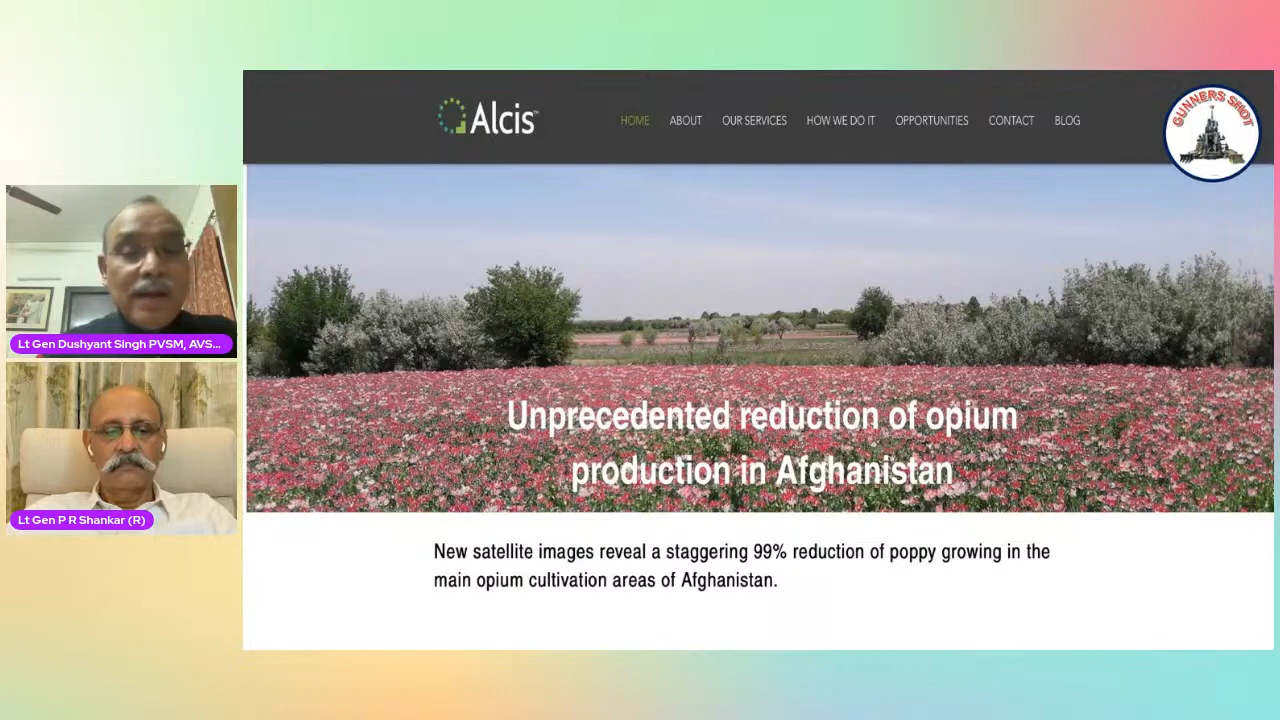 Alcis
HOME ABOUT OUR SERVICES HOW WE DO IT OPPORTUNITIES CONTACT BLOG
GUNNERS SHOT
Lt Gen Dushyant Singh PVSM, AVS...
Lt Gen P R Shankar (R)
Unprecedented reduction of opium
production in Afghanistan
New satellite images reveal a staggering 99% reduction of poppy growing in the
main opium cultivation areas of Afghanistan.